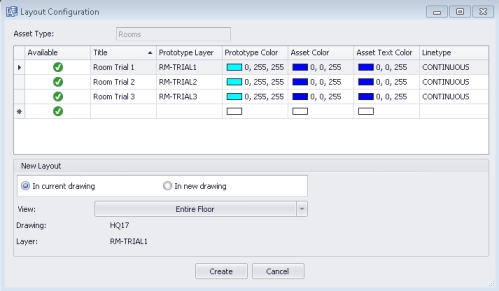 Layout Configuration
Asset Type: Rooms
Available Title Prototype Layer Prototype Color Asset Color Asset Text Color Linetype
Room Trial 1 RM-TRIAL1 0, 255, 255 0, 0, 255 0, 0, 255 CONTINUOUS
Room Trial 2 RM-TRIAL2 0, 255, 255 0, 0, 255 0, 0, 255 CONTINUOUS
Room Trial 3 RM-TRIAL3 0, 255, 255 0, 0, 255 0, 0, 255 CONTINUOUS
New Layout
In current drawing In new drawing
View: Entire Floor
Drawing: HQ17
Layer: RM-TRIAL1
Create Cancel